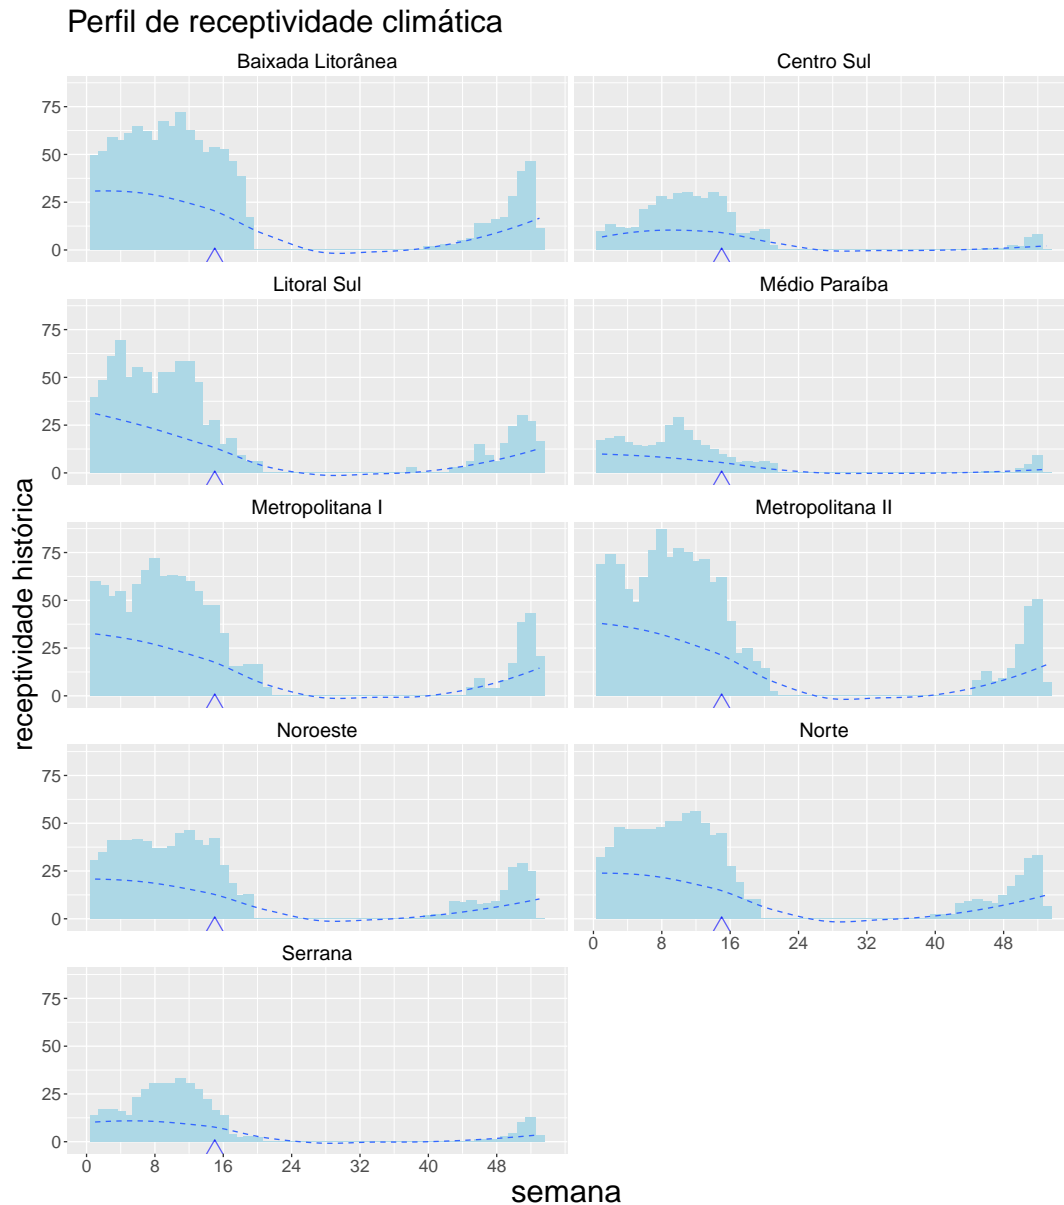 Perfil de receptividade climática
Baixada Litorânea
Centro Sul
75
50
25
0
Litoral Sul
Médio Paraíba
75
50
25
0
Metropolitana I
Metropolitana II
75
50
25
0
receptividade histórica
Noroeste
Norte
75
50
25
0
0 8 16 24 32 40 48
Serrana
75
50
25
0
0 8 16 24 32 40 48
semana